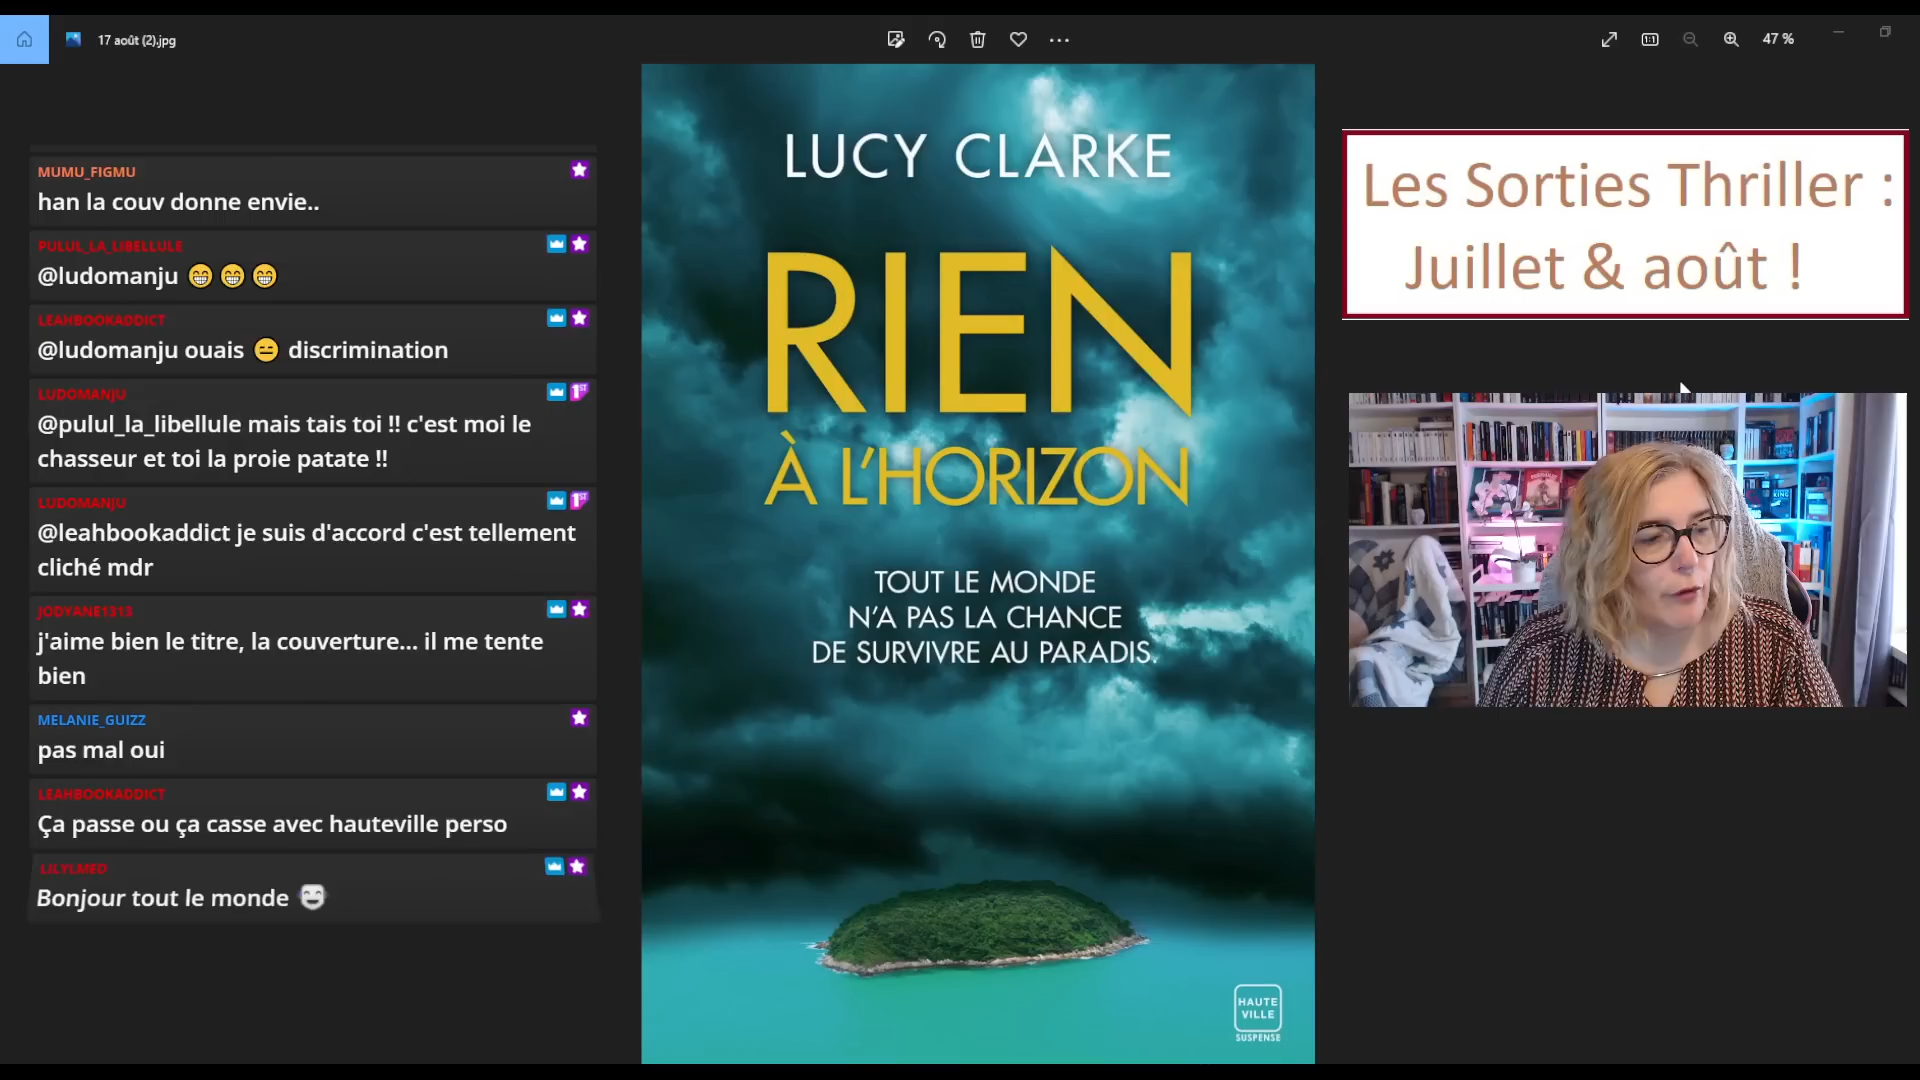 17 août (2).jpg
47 %
MUMU_FIGMU
han la couv donne envie..
PULUL_LA_LIBELLULE
@ludomanju 😁 😁 😁
LEAHBOOKADDICT
@ludomanju ouais 😑 discrimination
LUDOMANJU
1ST
@pulul_la_libellule mais tais toi !! c'est moi le
chasseur et toi la proie patate !!
LUDOMANJU
1ST
@leahbookaddict je suis d'accord c'est tellement
cliché mdr
JODYANE1313
j'aime bien le titre, la couverture... il me tente
bien
MELANIE_GUIZZ
pas mal oui
LEAHBOOKADDICT
Ça passe ou ça casse avec hauteville perso
LILYLMED
Bonjour tout le monde
LUCY CLARKE
RIEN
À L'HORIZON
TOUT LE MONDE
N'A PAS LA CHANCE
DE SURVIVRE AU PARADIS.
HAUTE
VILLE
SUSPENSE
Les Sorties Thriller :
Juillet & août !
KING